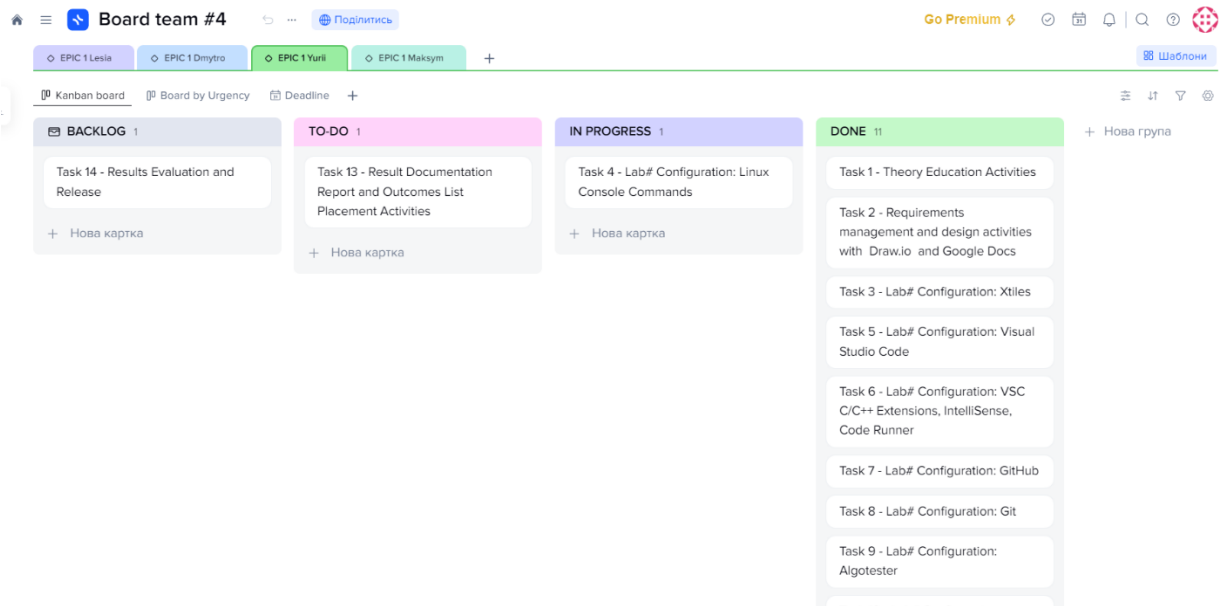 Board team #4
Поділитись
Go Premium
EPIC 1 Lesia
EPIC 1 Dmytro
EPIC 1 Yurii
EPIC 1 Maksym
Шаблони
Kanban board
Board by Urgency
Deadline
BACKLOG 1
Task 14 - Results Evaluation and
Release
Нова картка
TO-DO 1
Task 13 - Result Documentation
Report and Outcomes List
Placement Activities
Нова картка
IN PROGRESS 1
Task 4 - Lab# Configuration: Linux
Console Commands
Нова картка
DONE 11
Task 1 - Theory Education Activities
Task 2 - Requirements
management and design activities
with Draw.io and Google Docs
Task 3 - Lab# Configuration: Xtiles
Task 5 - Lab# Configuration: Visual
Studio Code
Task 6 - Lab# Configuration: VSC
C/C++ Extensions, IntelliSense,
Code Runner
Task 7 - Lab# Configuration: GitHub
Task 8 - Lab# Configuration: Git
Task 9 - Lab# Configuration:
Algotester
Нова група